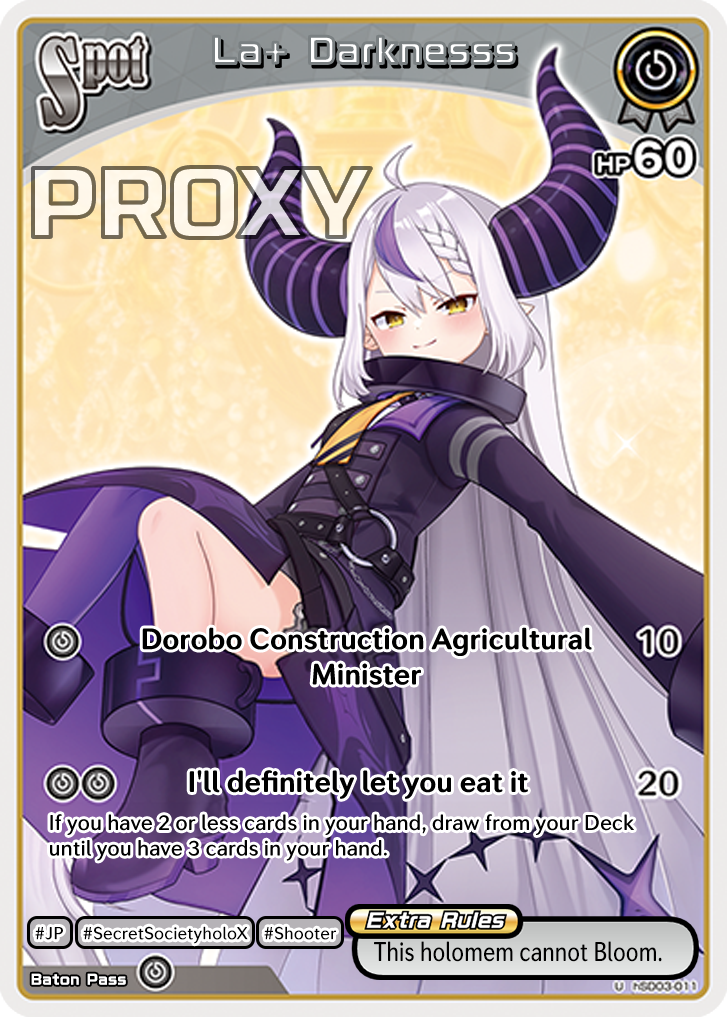 Spot
La+ Darknesss
HP60
PROXY
Dorobo Construction Agricultural
Minister
10
I'll definitely let you eat it
20
If you have 2 or less cards in your hand, draw from your Deck
until you have 3 cards in your hand.
#JP #SecretSocietyholoX #Shooter
Extra Rules
This holomem cannot Bloom.
Baton Pass
U hSD03-011